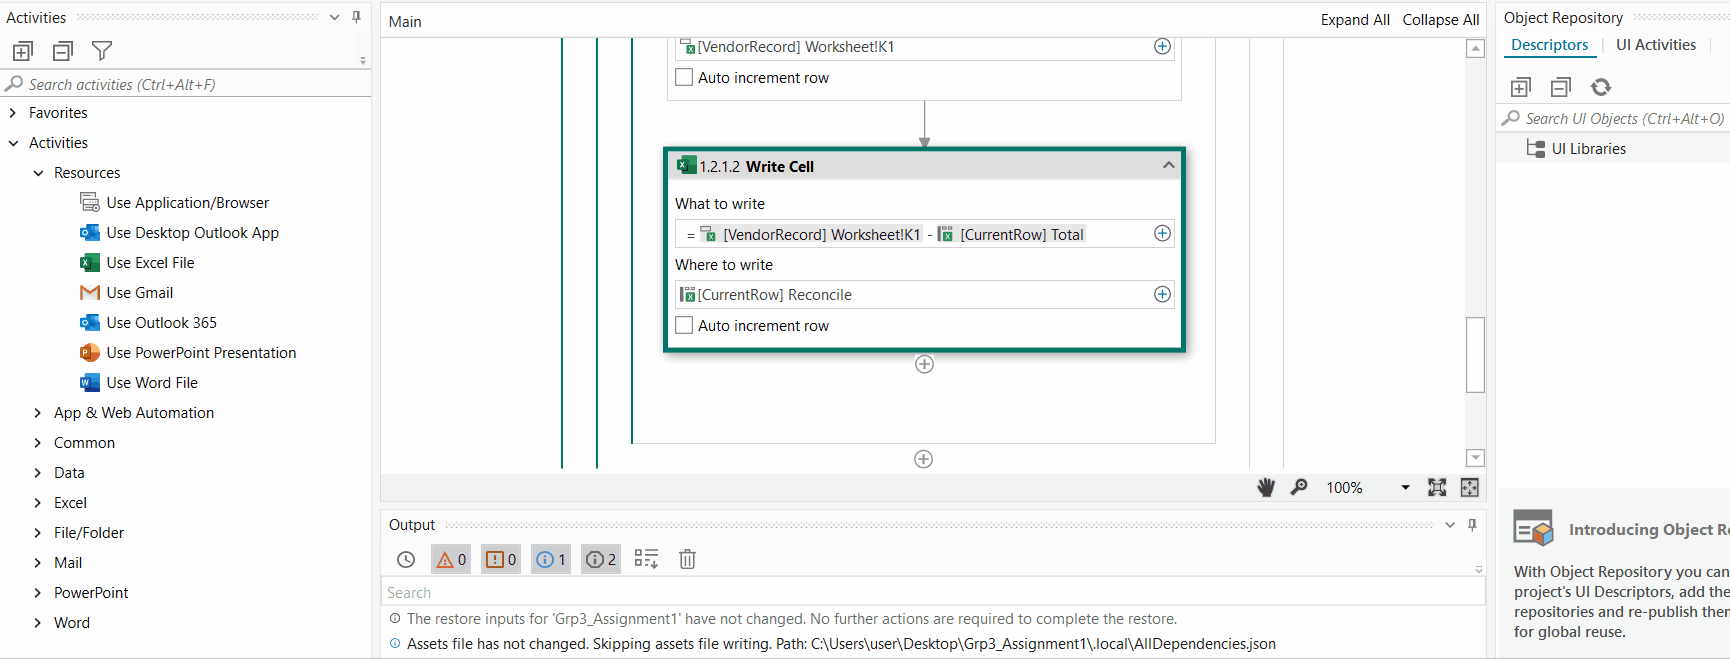 Activities
Search activities (Ctrl+Alt+F)
Favorites
Activities
Resources
Use Application/Browser
Use Desktop Outlook App
Use Excel File
Use Gmail
Use Outlook 365
Use PowerPoint Presentation
Use Word File
App & Web Automation
Common
Data
Excel
File/Folder
Mail
PowerPoint
Word
Main
Expand All Collapse All
[VendorRecord] Worksheet!K1
Auto increment row
1.2.1.2 Write Cell
What to write
= [VendorRecord] Worksheet!K1 - [CurrentRow] Total
Where to write
[CurrentRow] Reconcile
Auto increment row
100%
Output
0 0 1 2
Search
The restore inputs for 'Grp3_Assignment1' have not changed. No further actions are required to complete the restore.
Assets file has not changed. Skipping assets file writing. Path: C:\Users\user\Desktop\Grp3_Assignment1\.local\AllDependencies.json
Object Repository
Descriptors UI Activities
Search UI Objects (Ctrl+Alt+O)
UI Libraries
Introducing Object Re
With Object Repository you can
project's UI Descriptors, add the
repositories and re-publish then
for global reuse.